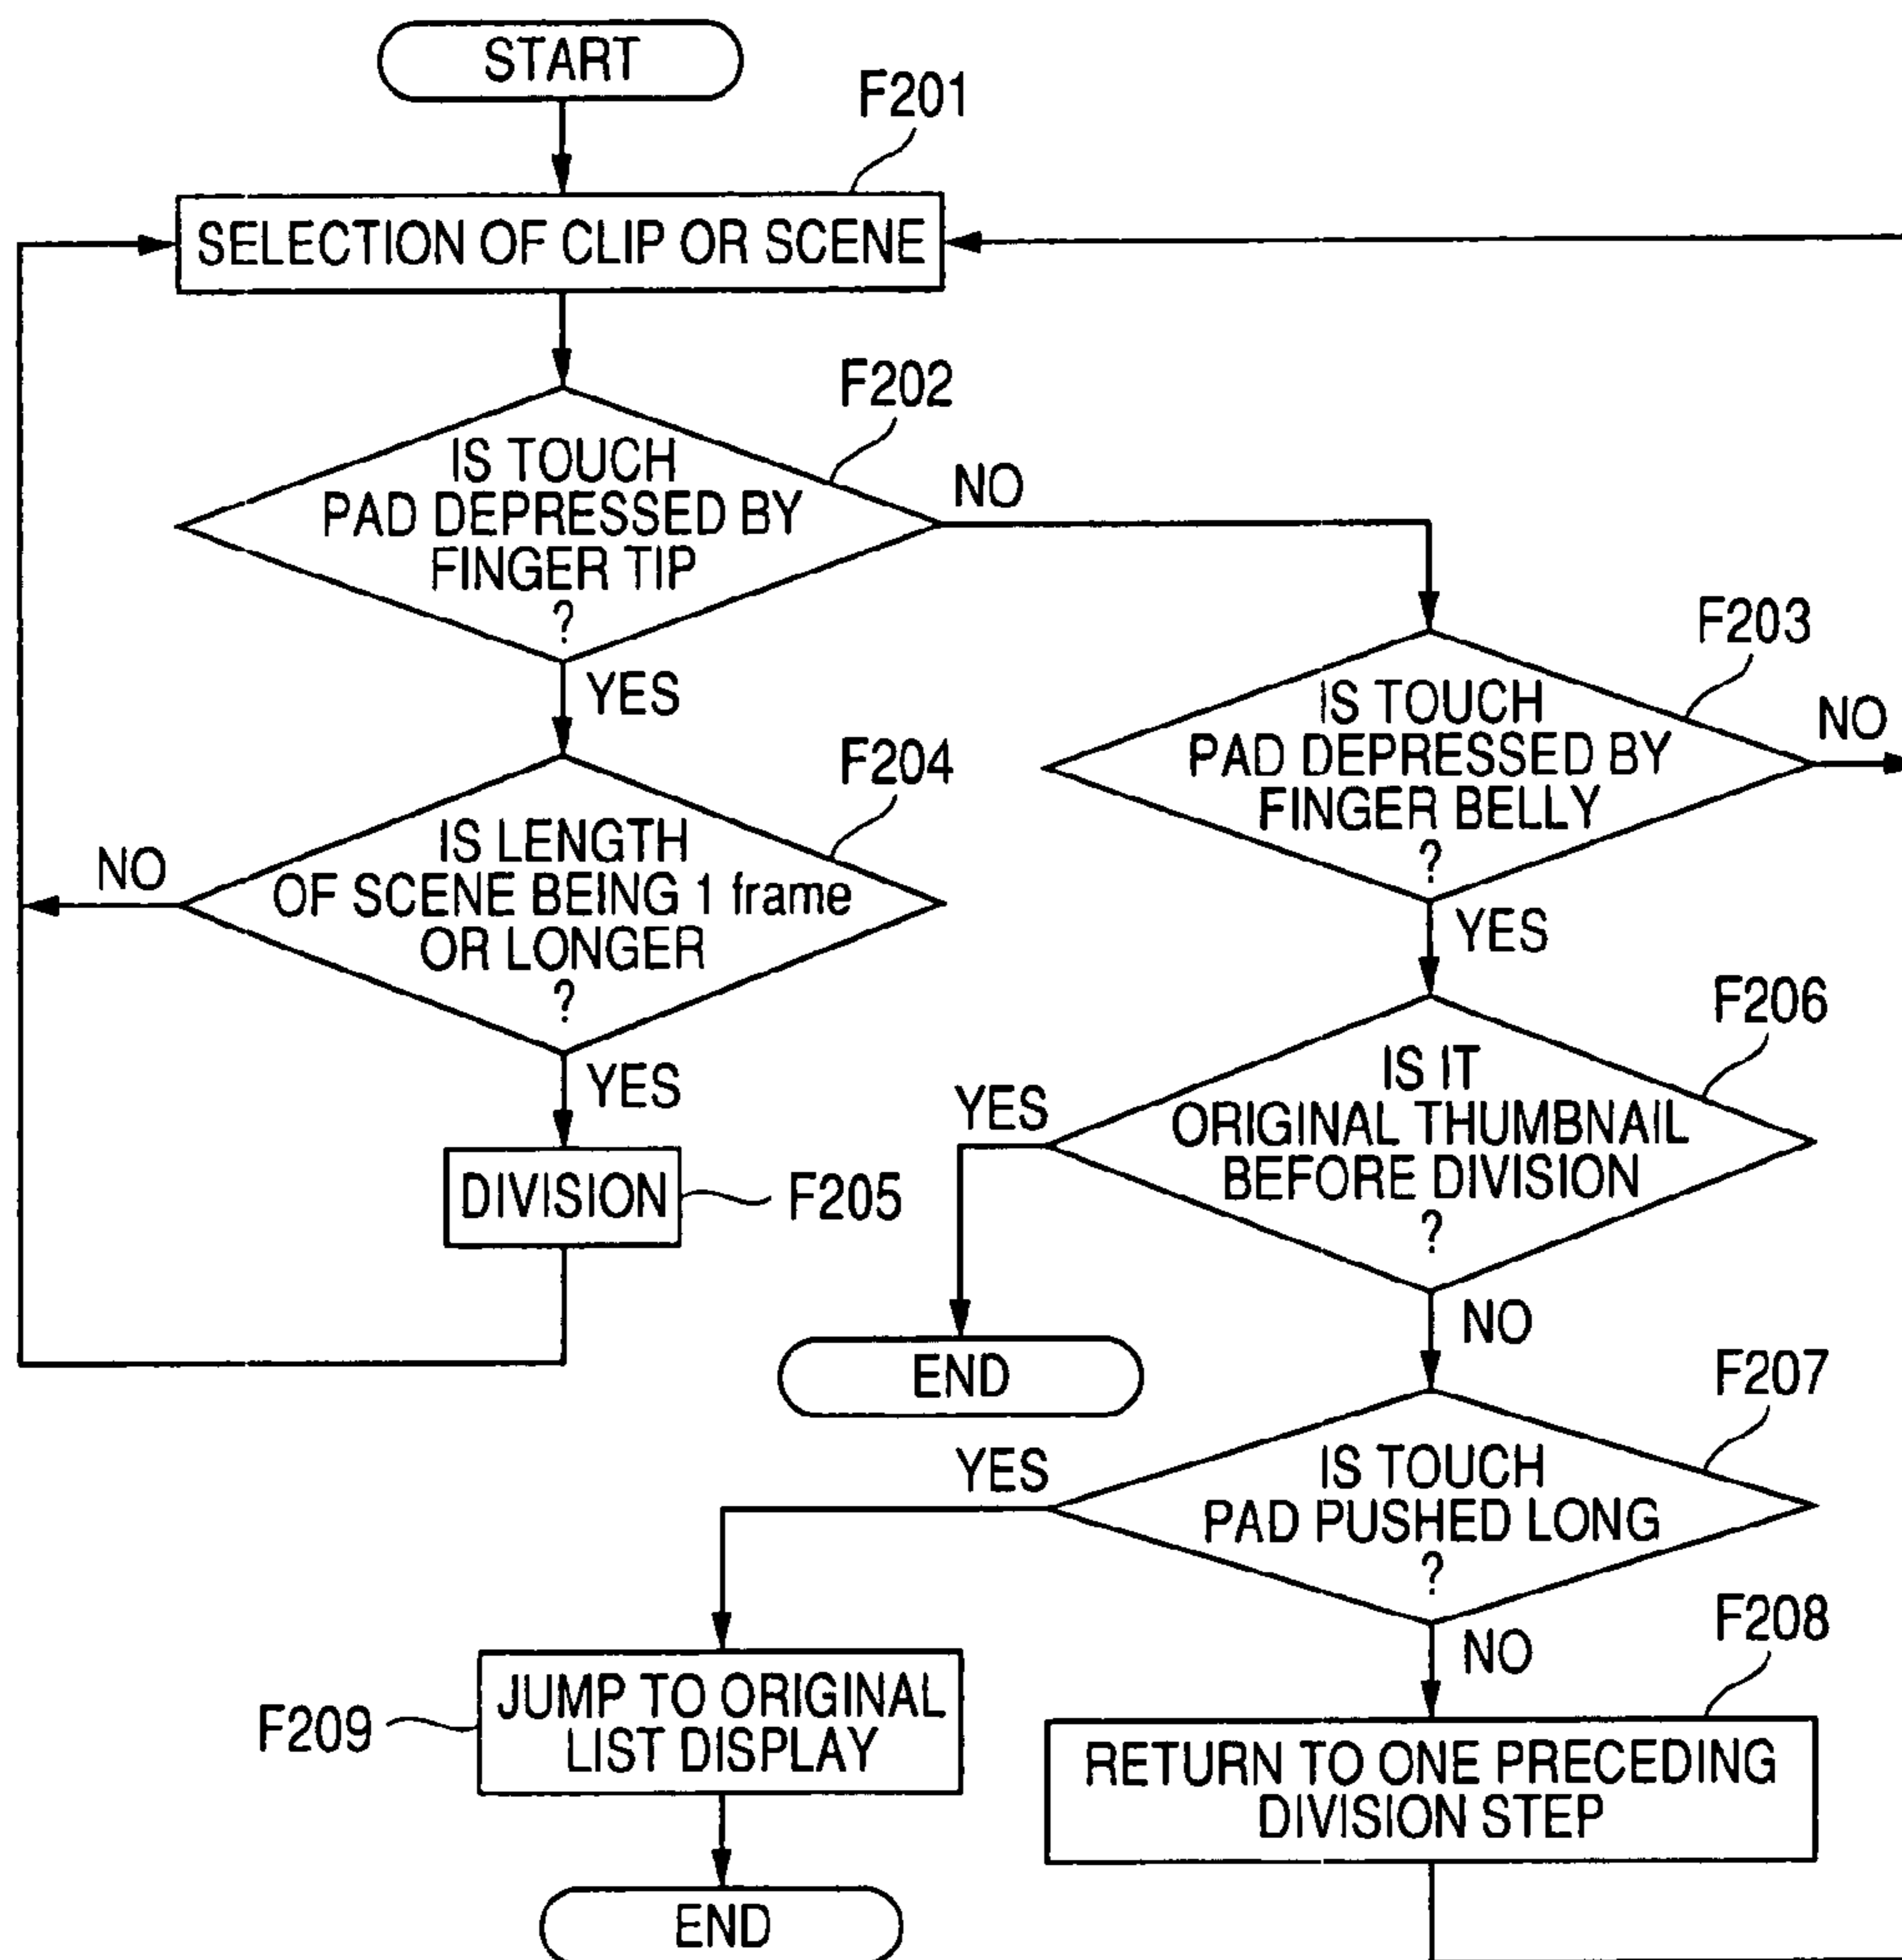 START
F201
SELECTION OF CLIP OR SCENE
F202
IS TOUCH
PAD DEPRESSED BY
FINGER TIP
?
NO
YES
F203
IS TOUCH
PAD DEPRESSED BY
FINGER BELLY
?
NO
YES
F204
IS LENGTH
OF SCENE BEING 1 frame
OR LONGER
?
NO
YES
DIVISION
F205
F206
IS IT
ORIGINAL THUMBNAIL
BEFORE DIVISION
?
YES
NO
END
F207
IS TOUCH
PAD PUSHED LONG
?
YES
NO
F208
RETURN TO ONE PRECEDING
DIVISION STEP
F209
JUMP TO ORIGINAL
LIST DISPLAY
END